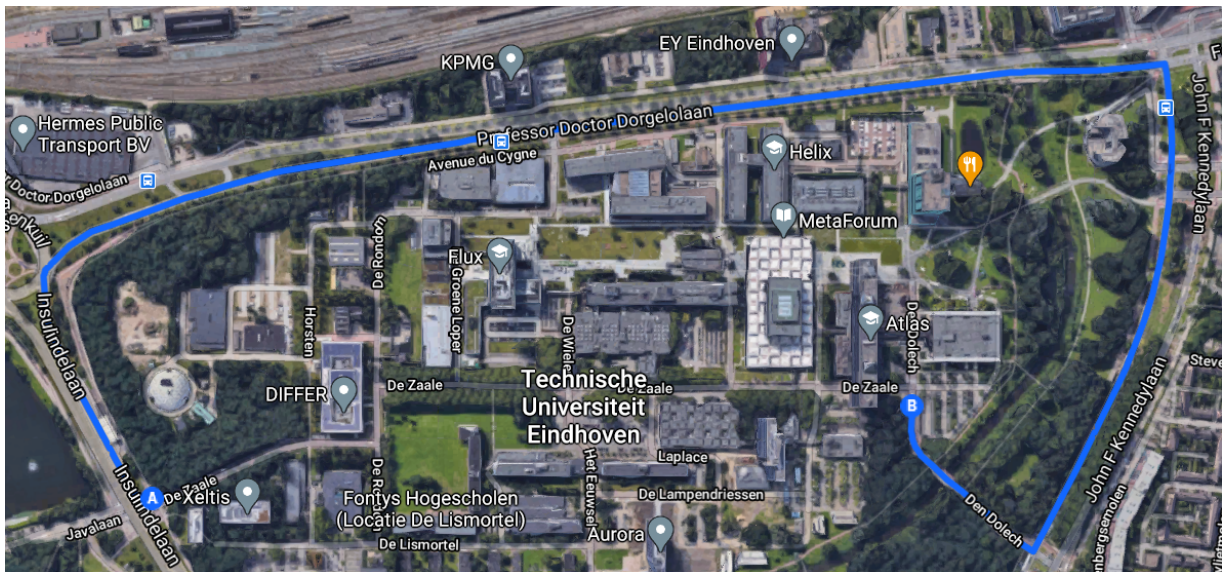 EY Eindhoven
KPMG
John F Kennedylaan
Hermes Public
Transport BV
Professor Doctor Dorgelolaan
Avenue du Cygne
Helix
Doctor Dorgelolaan
MetaForum
De Rondom
Flux
Groene Loper
Insulindelaan
Horsten
De Wielen
Atlas
Den Dolech
John F Kennedylaan
De Zaale
De Zaale
De Zaale
DIFFER
Technische
Universiteit
Eindhoven
B
Laplace
Insulindelaan
A
De Zaale
Xeltis
Het Eeuwsel
De Lampendriessen
Javalaan
Fontys Hogescholen
(Locatie De Lismortel)
Den Dolech
Aurora
De Lismortel